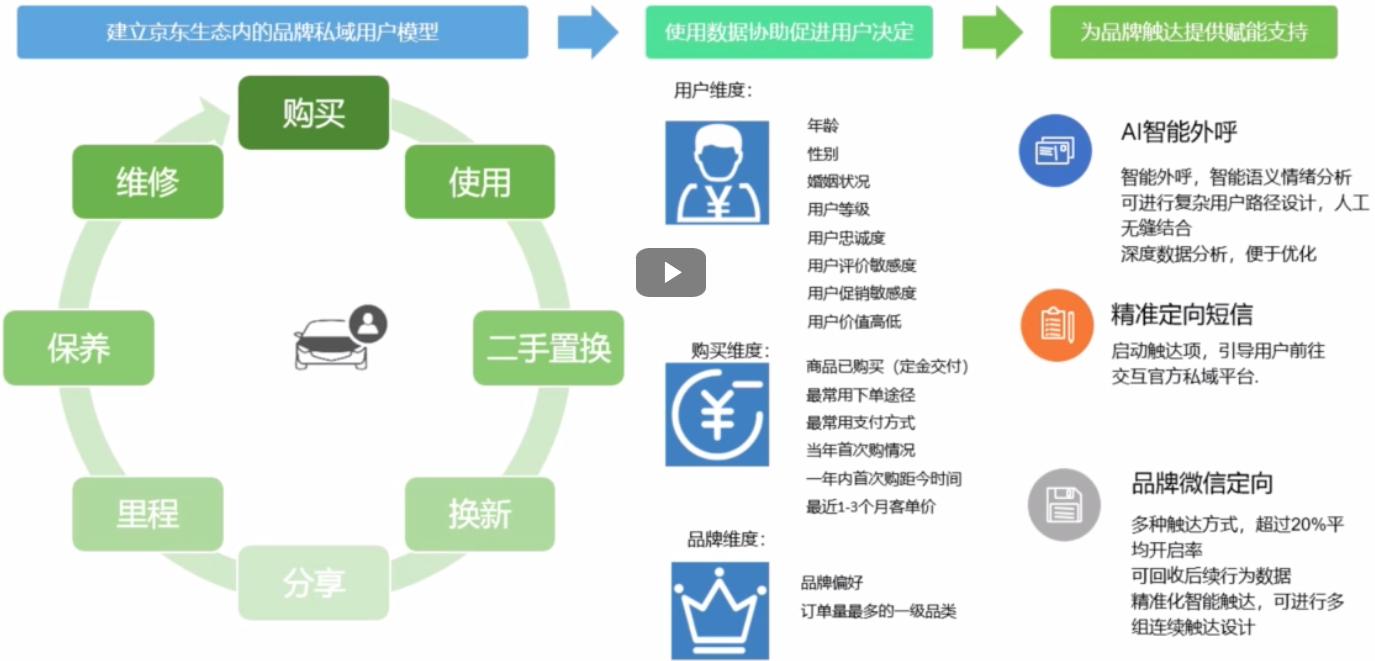 建立京东生态内的品牌私域用户模型
使用数据协助促进用户决定
为品牌触达提供赋能支持
购买
使用
二手置换
换新
分享
里程
保养
维修
用户维度：
年龄
性别
婚姻状况
用户等级
用户忠诚度
用户评价敏感度
用户促销敏感度
用户价值高低
购买维度：
商品已购买（定金交付）
最常用下单途径
最常用支付方式
当年首次购情况
一年内首次购距今时间
最近1-3个月客单价
品牌维度：
品牌偏好
订单量最多的一级品类
AI智能外呼
智能外呼，智能语义情绪分析
可进行复杂用户路径设计，人工
无缝结合
深度数据分析，便于优化
精准定向短信
启动触达项，引导用户前往
交互官方私域平台.
品牌微信定向
多种触达方式，超过20%平
均开启率
可回收后续行为数据
精准化智能触达，可进行多
组连续触达设计